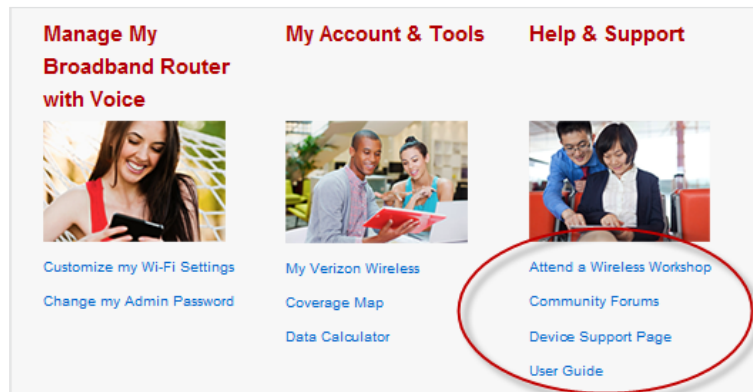 Manage My
Broadband Router
with Voice
Customize my Wi-Fi Settings
Change my Admin Password
My Account & Tools
My Verizon Wireless
Coverage Map
Data Calculator
Help & Support
Attend a Wireless Workshop
Community Forums
Device Support Page
User Guide